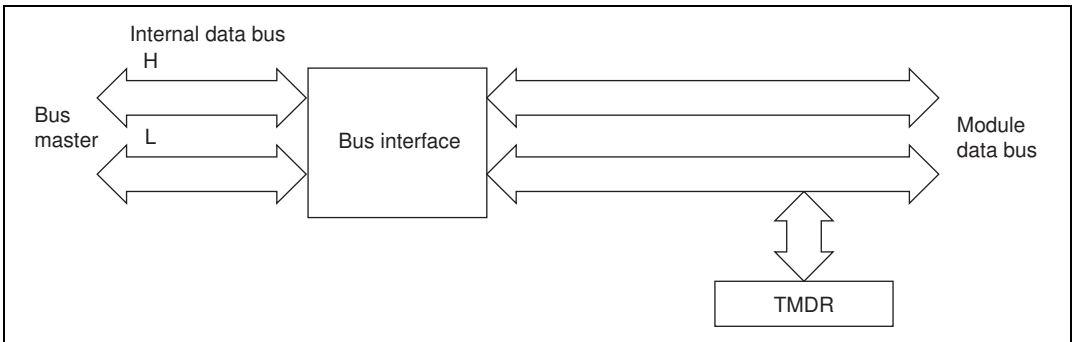 Internal data bus
H
Bus
master
L
Bus interface
Module
data bus
TMDR